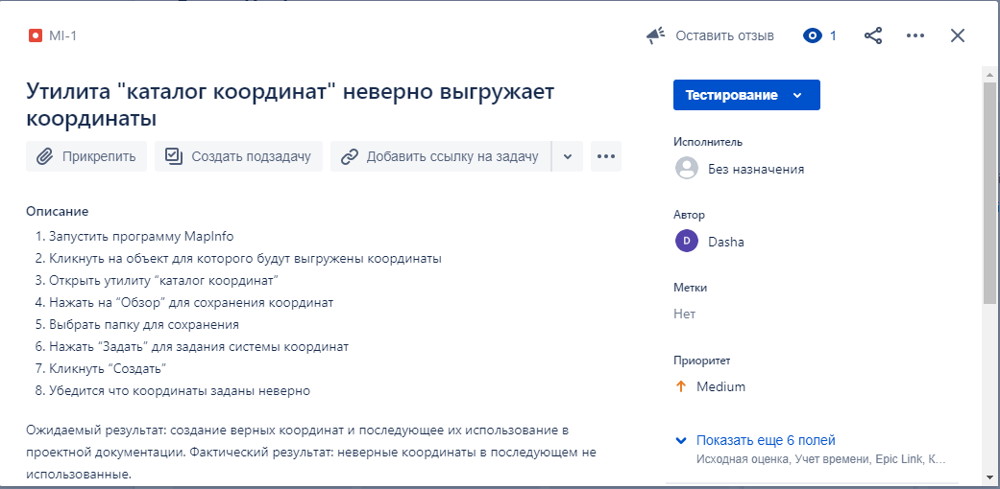 MI-1
Оставить отзыв
1
Утилита "каталог координат" неверно выгружает
координаты
Прикрепить
Создать подзадачу
Добавить ссылку на задачу
Описание
1. Запустить программу MapInfo
2. Кликнуть на объект для которого будут выгружены координаты
3. Открыть утилиту “каталог координат”
4. Нажать на “Обзор” для сохранения координат
5. Выбрать папку для сохранения
6. Нажать “Задать” для задания системы координат
7. Кликнуть “Создать”
8. Убедится что координаты заданы неверно
Ожидаемый результат: создание верных координат и последующее их использование в
проектной документации. Фактический результат: неверные координаты в последующем не
использованные.
Тестирование
Исполнитель
Без назначения
Автор
D
Dasha
Метки
Нет
Приоритет
Medium
Показать еще 6 полей
Исходная оценка, Учет времени, Epic Link, К...